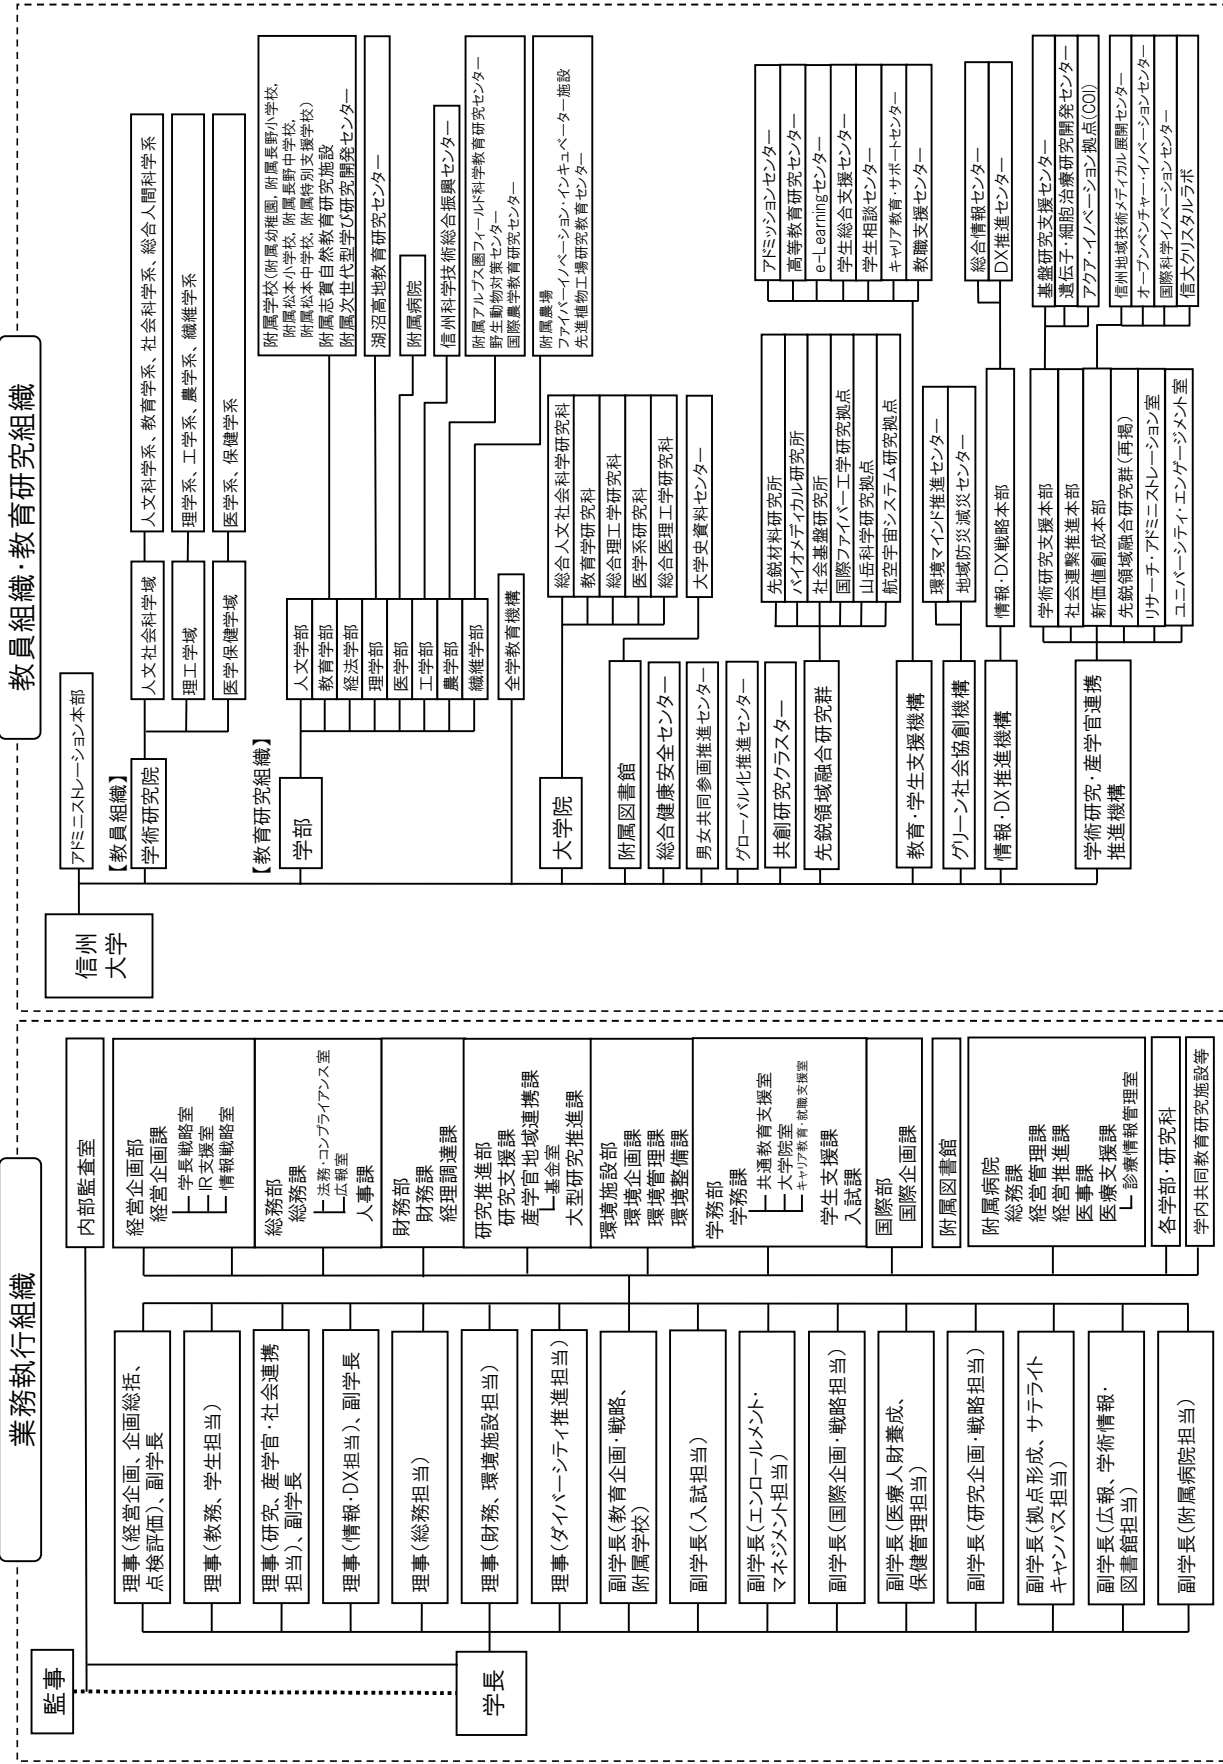 業務執行組織
監事
学長
理事(経営企画、企画総括、
点検評価)、副学長
理事(教務、学生担当)
理事(研究、産学官・社会連携
担当)、副学長
理事(情報・DX担当)、副学長
理事(総務担当)
理事(財務、環境施設担当)
理事(ダイバーシティ推進担当)
副学長(教育企画・戦略、
附属学校)
副学長(入試担当)
副学長(エンロールメント・
マネジメント担当)
副学長(国際企画・戦略担当)
副学長(医療人財養成、
保健管理担当)
副学長(研究企画・戦略担当)
副学長(拠点形成、サテライト
キャンパス担当)
副学長(広報、学術情報・
図書館担当)
副学長(附属病院担当)
内部監査室
経営企画部
経営企画課
学長戦略室
IR支援室
情報戦略室
総務部
総務課
法務・コンプライアンス室
広報室
人事課
財務部
財務課
経理調達課
研究推進部
研究支援課
産学官地域連携課
基金室
大型研究推進課
環境施設部
環境企画課
環境管理課
環境整備課
学務部
学務課
共通教育支援室
大学院室
キャリア教育・就職支援室
学生支援課
入試課
国際部
国際企画課
附属図書館
附属病院
総務課
経営管理課
経営推進課
医事課
医療支援課
診療情報管理室
各学部・研究科
学内共同教育研究施設等
教員組織・教育研究組織
信州
大学
アドミニストレーション本部
【教員組織】
学術研究院
人文社会科学域
人文科学系、教育学系、社会科学系、総合人間科学系
理工学域
理学系、工学系、農学系、繊維学系
医学保健学域
医学系、保健学系
【教育研究組織】
学部
人文学部
教育学部
経法学部
理学部
医学部
工学部
農学部
繊維学部
附属学校(附属幼稚園, 附属長野小学校,
附属松本小学校, 附属長野中学校,
附属松本中学校, 附属特別支援学校)
附属志賀自然教育研究施設
附属次世代型学び研究開発センター
湖沼高地教育研究センター
附属病院
信州科学技術総合振興センター
附属アルプス圏フィールド科学教育研究センター
野生動物対策センター
国際農学教育研究センター
附属農場
ファイバーイノベーション・インキュベーター施設
先進植物工場研究教育センター
全学教育機構
大学院
総合人文社会科学研究科
教育学研究科
総合理工学研究科
医学系研究科
総合医理工学研究科
附属図書館
大学史資料センター
総合健康安全センター
男女共同参画推進センター
グローバル化推進センター
共創研究クラスター
先鋭領域融合研究群
先鋭材料研究所
バイオメディカル研究所
社会基盤研究所
国際ファイバー工学研究拠点
山岳科学研究拠点
航空宇宙システム研究拠点
教育・学生支援機構
アドミッションセンター
高等教育研究センター
e-Learningセンター
学生総合支援センター
学生相談センター
キャリア教育・サポートセンター
教職支援センター
グリーン社会協創機構
環境マインド推進センター
地域防災減災センター
情報・DX推進機構
情報・DX戦略本部
総合情報センター
DX推進センター
学術研究・産学官連携
推進機構
学術研究支援本部
社会連繋推進本部
新価値創成本部
先鋭領域融合研究群(再掲)
リサーチ・アドミニストレーション室
ユニバーシティ・エンゲージメント室
基盤研究支援センター
遺伝子・細胞治療研究開発センター
アクア・イノベーション拠点(COI)
信州地域技術メディカル展開センター
オープンベンチャー・イノベーションセンター
国際科学イノベーションセンター
信大クリスタルラボ